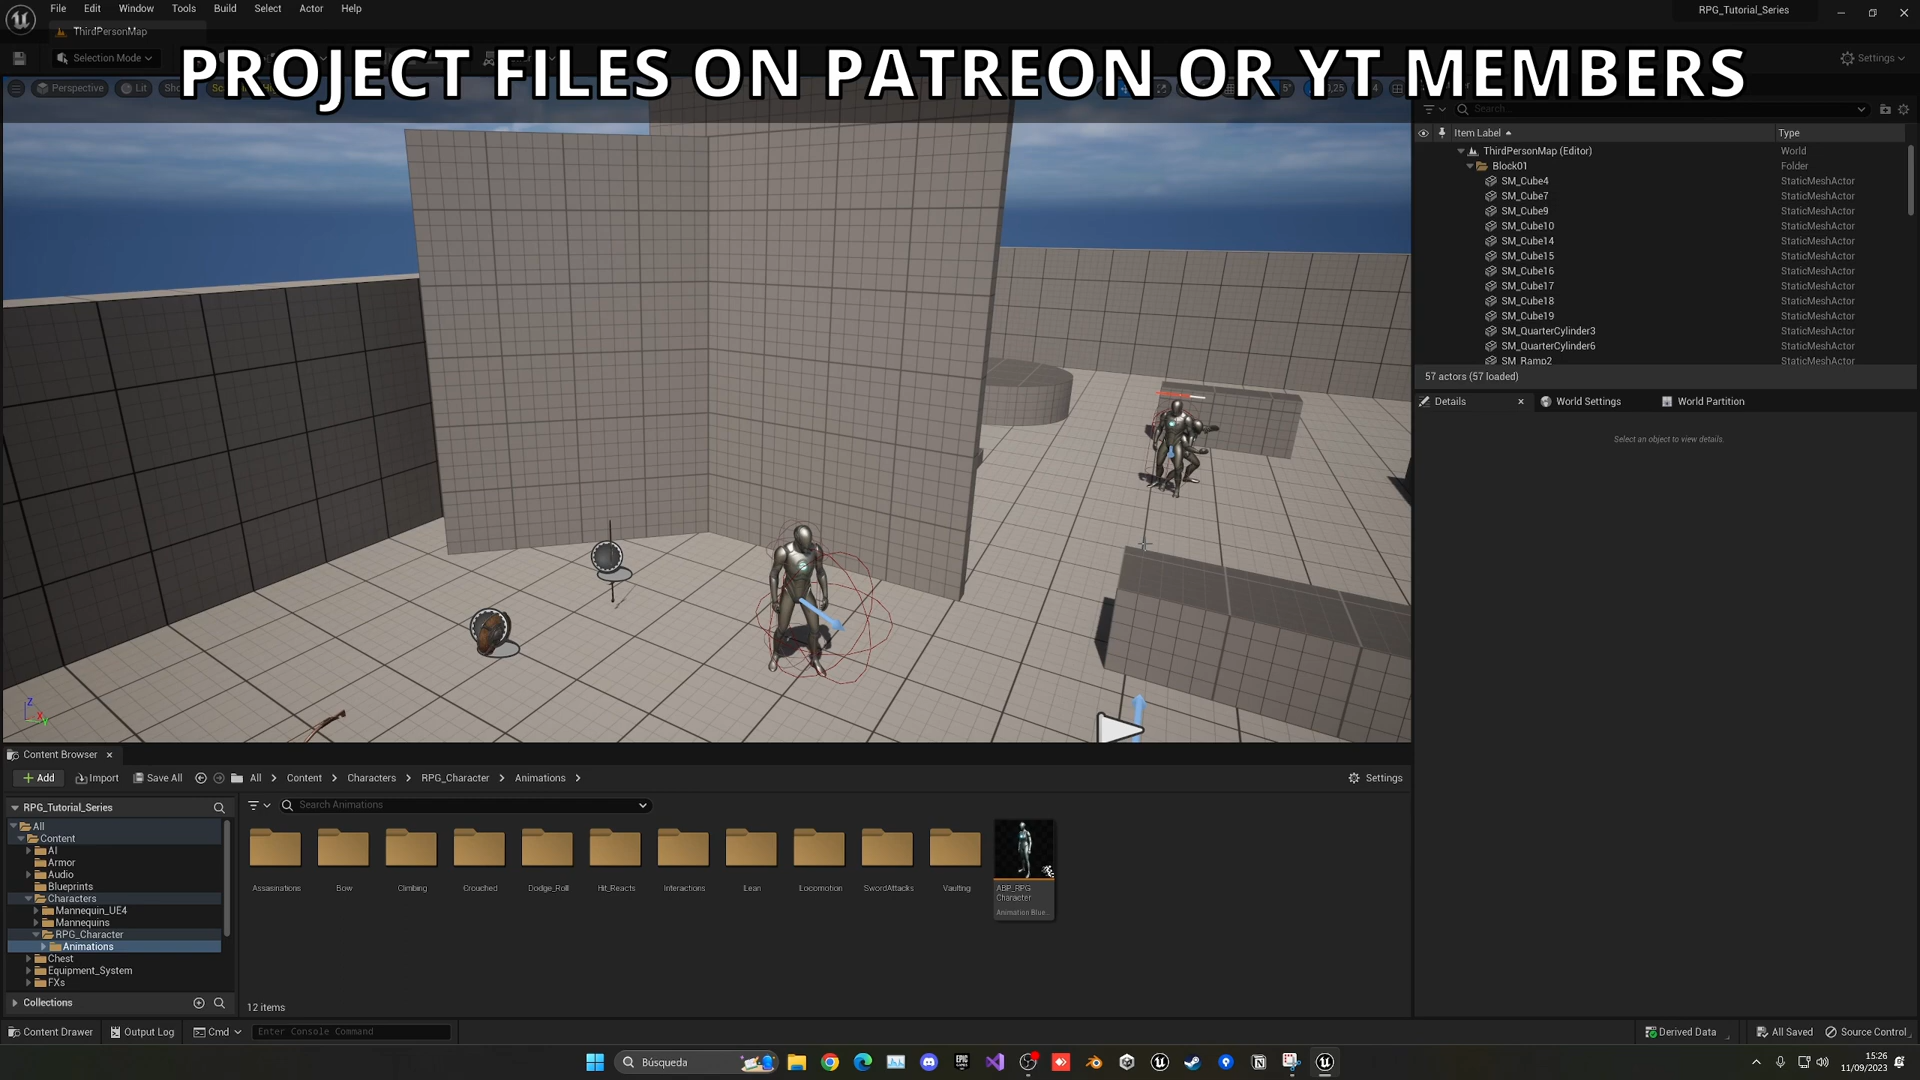 File Edit Window Tools Build Select Actor Help
RPG_Tutorial_Series
ThirdPersonMap
Selection Mode
Settings
PROJECT FILES ON PATREON OR YT MEMBERS
Perspective
Lit
Search...
Item Label
Type
ThirdPersonMap (Editor) World
Block01 Folder
SM_Cube4 StaticMeshActor
SM_Cube7 StaticMeshActor
SM_Cube9 StaticMeshActor
SM_Cube10 StaticMeshActor
SM_Cube14 StaticMeshActor
SM_Cube15 StaticMeshActor
SM_Cube16 StaticMeshActor
SM_Cube17 StaticMeshActor
SM_Cube18 StaticMeshActor
SM_Cube19 StaticMeshActor
SM_QuarterCylinder3 StaticMeshActor
SM_QuarterCylinder6 StaticMeshActor
SM_Ramp2 StaticMeshActor
57 actors (57 loaded)
Details World Settings World Partition
Select an object to view details.
Z
X
Y
Content Browser
Add Import Save All All Content Characters RPG_Character Animations Settings
RPG_Tutorial_Series
Search Animations
All
Content
AI
Armor
Audio
Blueprints
Characters
Mannequin_UE4
Mannequins
RPG_Character
Animations
Chest
Equipment_System
FXs
Collections
Assasinations Bow Climbing Crouched Dodge_Roll Hit_Reacts Interactions Lean Locomotion SwordAttacks Vaulting
ABP_RPG
Character
Animation Blue...
12 items
Content Drawer Output Log Cmd Enter Console Command Derived Data All Saved Source Control
Búsqueda
15:26
11/09/2023